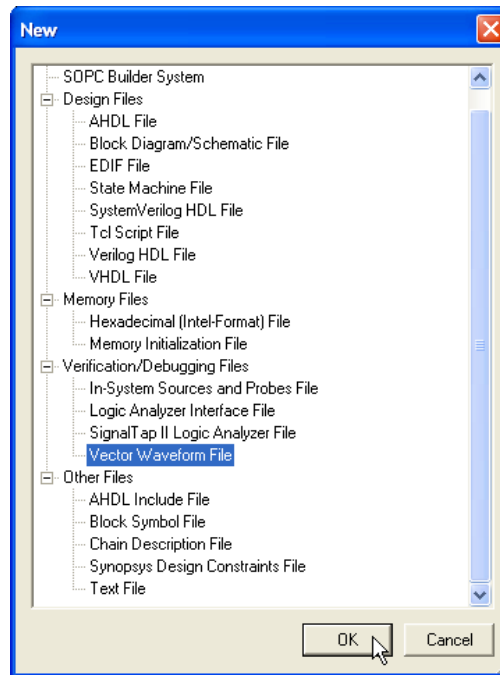 New
SOPC Builder System
Design Files
AHDL File
Block Diagram/Schematic File
EDIF File
State Machine File
SystemVerilog HDL File
Tcl Script File
Verilog HDL File
VHDL File
Memory Files
Hexadecimal (Intel-Format) File
Memory Initialization File
Verification/Debugging Files
In-System Sources and Probes File
Logic Analyzer Interface File
SignalTap II Logic Analyzer File
Vector Waveform File
Other Files
AHDL Include File
Block Symbol File
Chain Description File
Synopsys Design Constraints File
Text File
OK Cancel